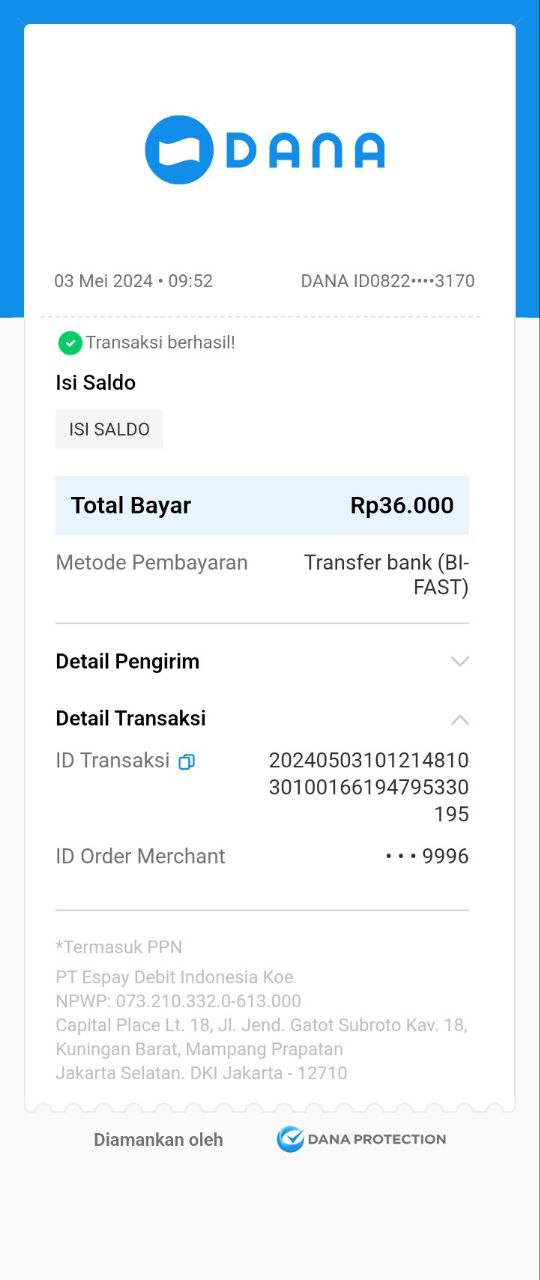 DANA
03 Mei 2024 • 09:52 DANA ID0822••••3170
Transaksi berhasil!
Isi Saldo
ISI SALDO
Total Bayar Rp36.000
Metode Pembayaran Transfer bank (BI-
FAST)
Detail Pengirim
Detail Transaksi
ID Transaksi 20240503101214810
30100166194795330
195
ID Order Merchant • • • 9996
*Termasuk PPN
PT Espay Debit Indonesia Koe
NPWP: 073.210.332.0-613.000
Capital Place Lt. 18, Jl. Jend. Gatot Subroto Kav. 18,
Kuningan Barat, Mampang Prapatan
Jakarta Selatan. DKI Jakarta - 12710
Diamankan oleh DANA PROTECTION